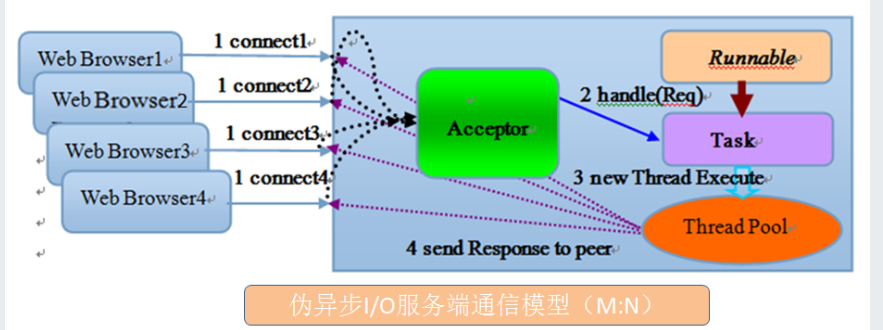 Web Browser1
Web Browser2
Web Browser3
Web Browser4
1 connect1
1 connect2
1 connect3
1 connect4
Acceptor
2 handle(Req)
Runnable
Task
3 new Thread Execute
Thread Pool
4 send Response to peer
伪异步I/O服务端通信模型（M:N）